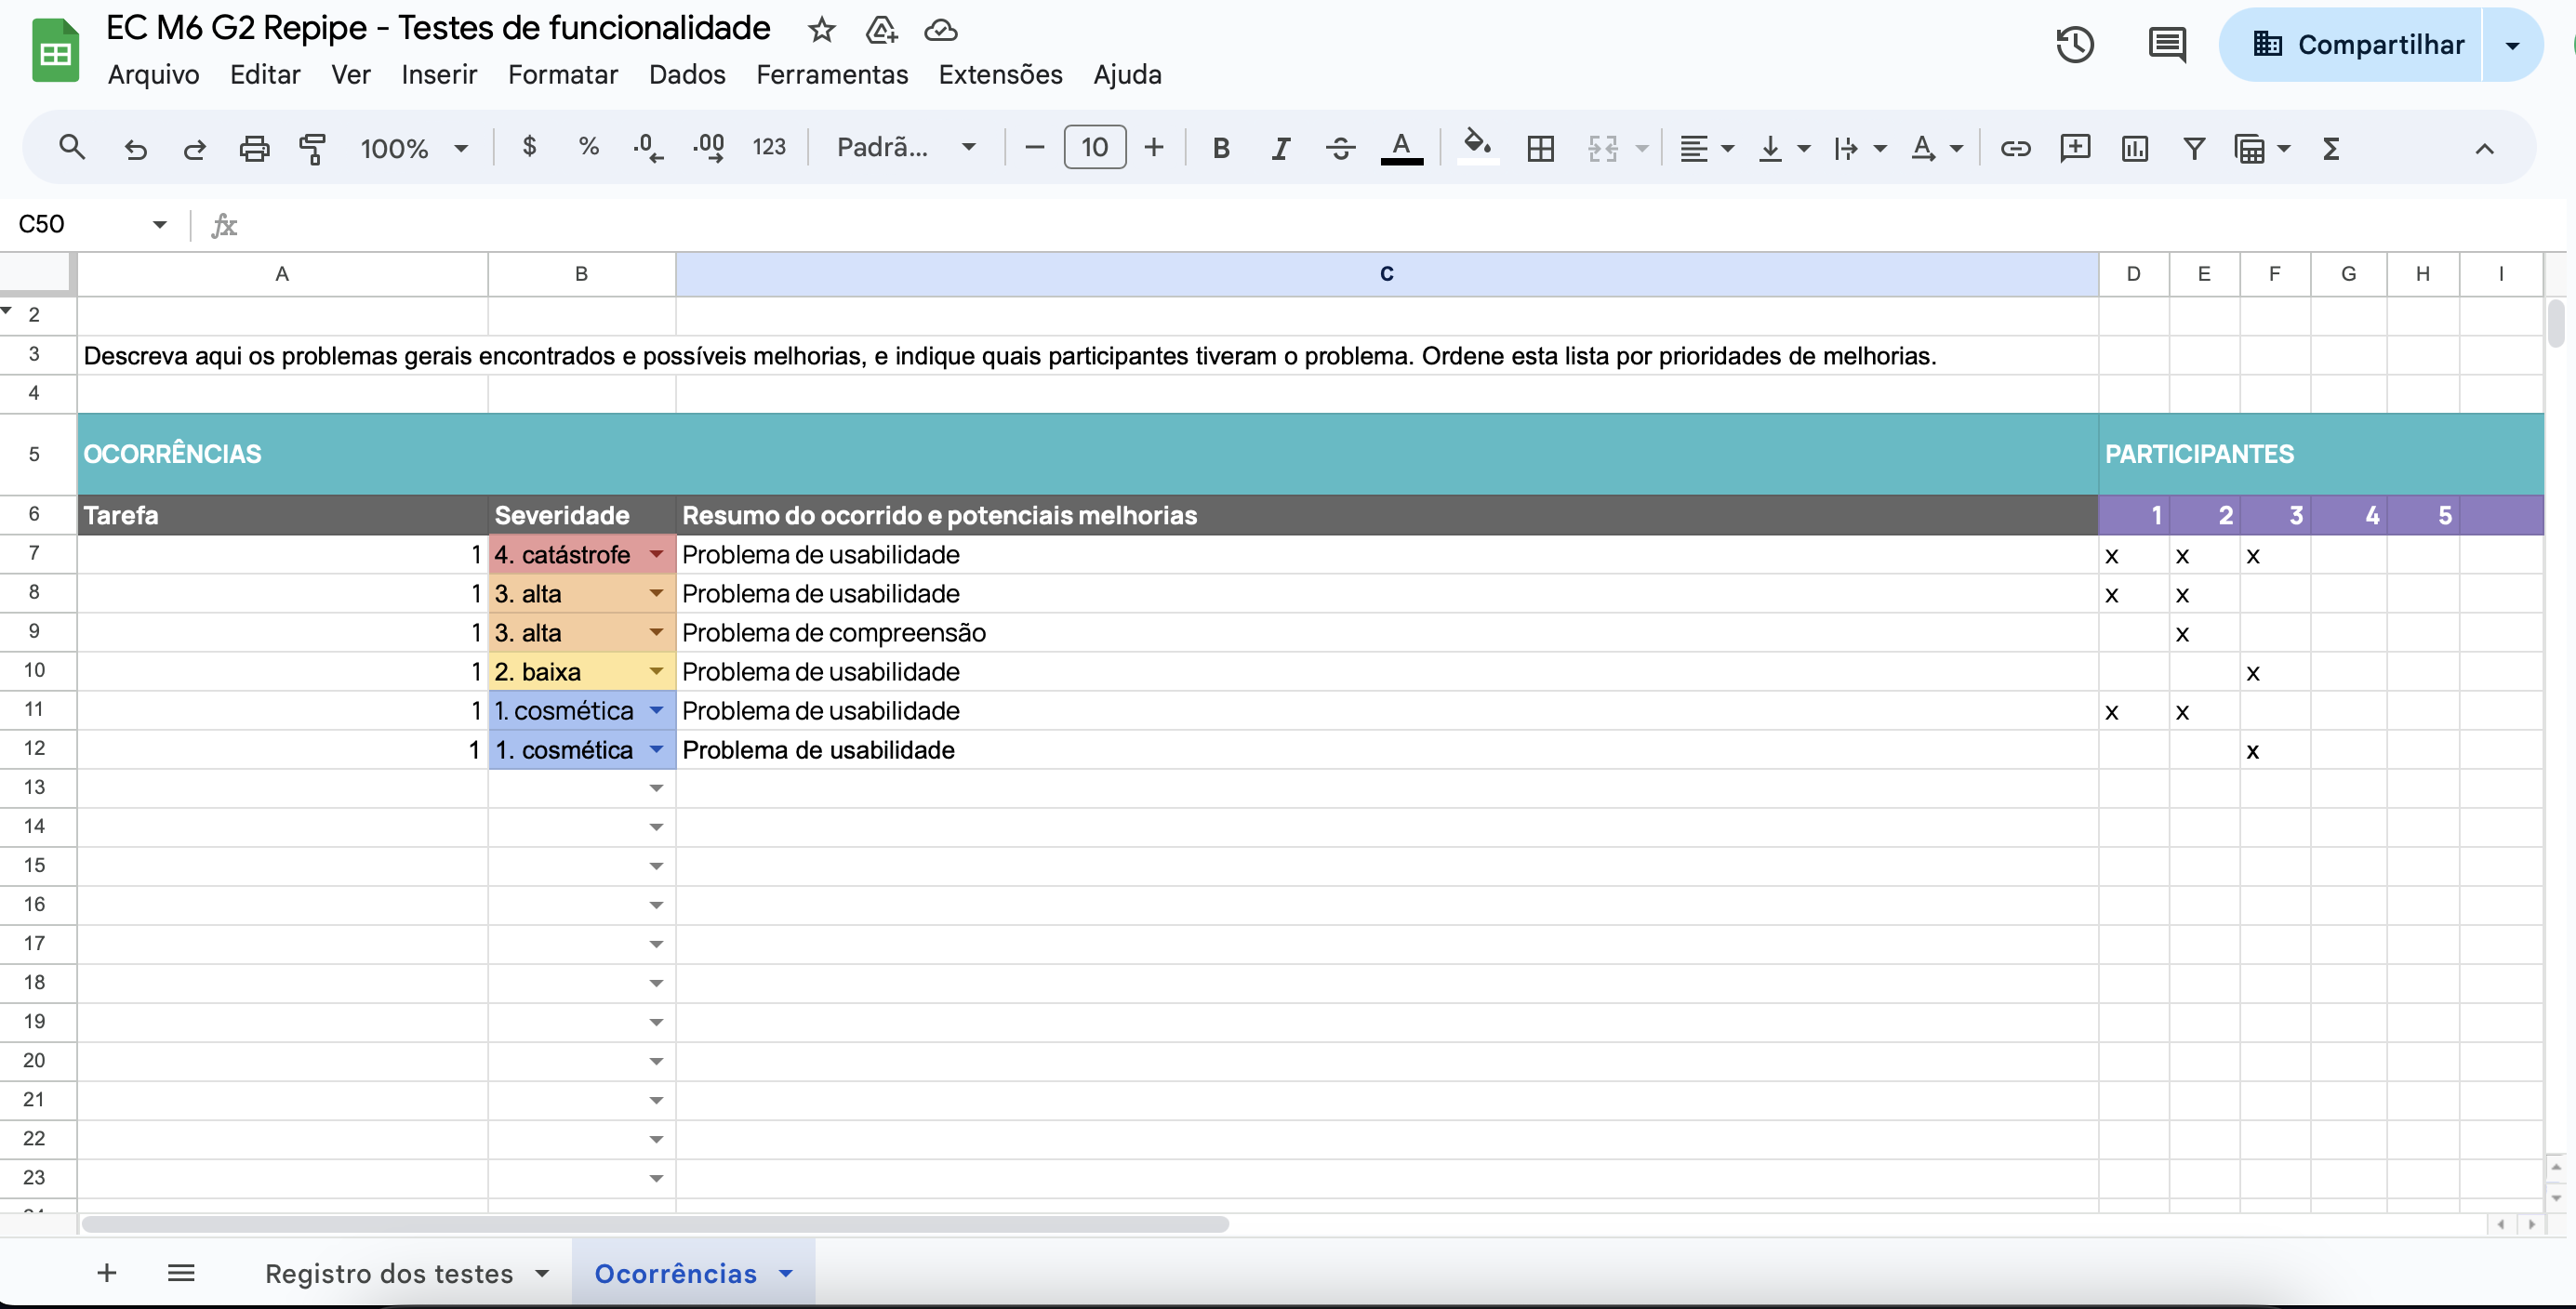 EC M6 G2 Repipe - Testes de funcionalidade
Arquivo Editar Ver Inserir Formatar Dados Ferramentas Extensões Ajuda
Compartilhar
100% $ % .0 .00 123 Padrã... 10 B I S A
C50 fx
A B C D E F G H I
2
3 Descreva aqui os problemas gerais encontrados e possíveis melhorias, e indique quais participantes tiveram o problema. Ordene esta lista por prioridades de melhorias.
4
5 OCORRÊNCIAS PARTICIPANTES
6 Tarefa Severidade Resumo do ocorrido e potenciais melhorias 1 2 3 4 5
7 1 4. catástrofe Problema de usabilidade x x x
8 1 3. alta Problema de usabilidade x x
9 1 3. alta Problema de compreensão x
10 1 2. baixa Problema de usabilidade x
11 1 1. cosmética Problema de usabilidade x x
12 1 1. cosmética Problema de usabilidade x
13
14
15
16
17
18
19
20
21
22
23
Registro dos testes Ocorrências